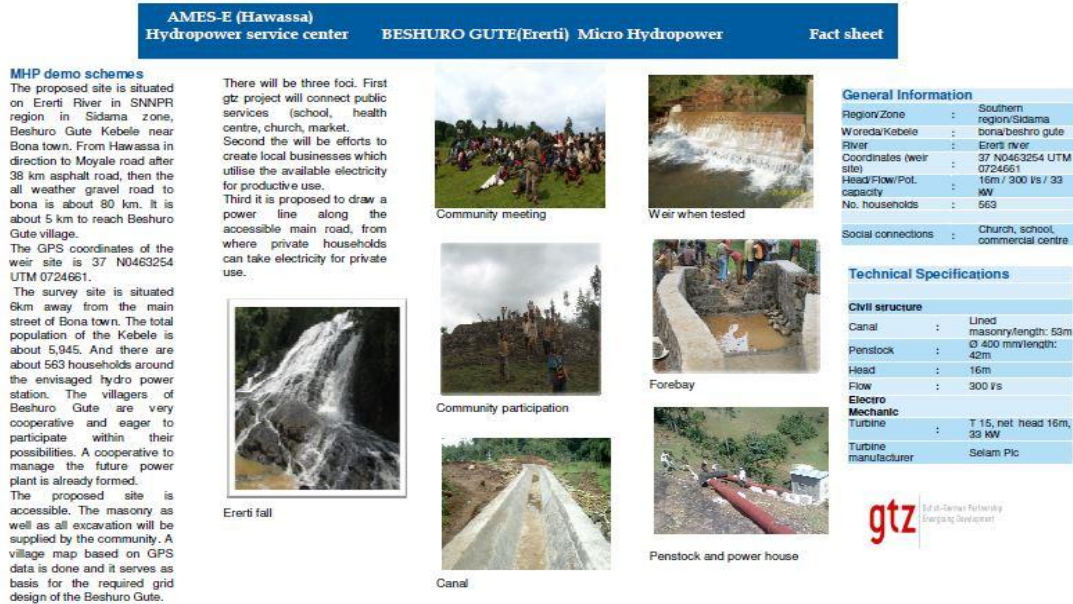 AMES-E (Hawassa)
Hydropower service center BESHURO GUTE(Ererti) Micro Hydropower Fact sheet
MHP demo schemes
The proposed site is situated
on Ererti River in SNNPR
region in Sidama zone,
Beshuro Gute Kebele near
Bona town. From Hawassa in
direction to Moyale road after
38 km asphalt road, then the
all weather gravel road to
bona is about 80 km. It is
about 5 km to reach Beshuro
Gute village.
The GPS coordinates of the
weir site is 37 N0463254
UTM 0724661.
The survey site is situated
6km away from the main
street of Bona town. The total
population of the Kebele is
about 5,945. And there are
about 563 households around
the envisaged hydro power
station. The villagers of
Beshuro Gute are very
cooperative and eager to
participate within their
possibilities. A cooperative to
manage the future power
plant is already formed.
The proposed site is
accessible. The masonry as
well as all excavation will be
supplied by the community. A
village map based on GPS
data is done and it serves as
basis for the required grid
design of the Beshuro Gute.
There will be three foci. First
gtz project will connect public
services (school, health
centre, church, market.
Second the will be efforts to
create local businesses which
utilise the available electricity
for productive use.
Third it is proposed to draw a
power line along the
accessible main road, from
where private households
can take electricity for private
use.
Ererti fall
Community meeting
Community participation
Canal
Weir when tested
Forebay
Penstock and power house
General Information
Region/Zone : Southern
region/Sidama
Woreda/Kebele : bona/beshro gute
River : Ererti river
Coordinates (weir
site) : 37 N0463254 UTM
0724661
Head/Flow/Pot.
capacity : 16m / 300 l/s / 33
kW
No. households : 563
Social connections : Church, school,
commercial centre
Technical Specifications
Civil structure
Canal : Lined
masonry/length: 53m
Penstock : Ø 400 mm/length:
42m
Head : 16m
Flow : 300 l/s
Electro
Mechanic
Turbine : T 15, net head 16m,
33 kW
Turbine
manufacturer : Selam Plc
gtz
Dutch-German Partnership
Energising Development